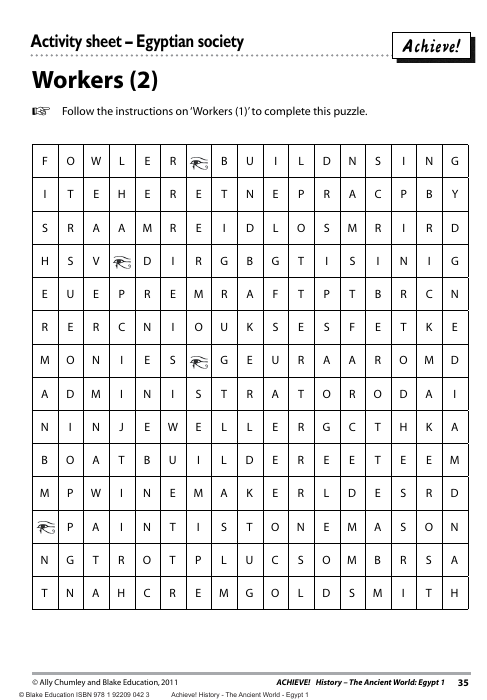 Activity sheet – Egyptian society
Achieve!
Workers (2)
Follow the instructions on ‘Workers (1)’ to complete this puzzle.
F O W L E R B U I L D N S I N G
I T E H E R E T N E P R A C P B Y
S R A A M R E I D L O S M R I R D
H S V D I R G B G T I S I N I G
E U E P R E M R A F T P T B R C N
R E R C N I O U K S E S F E T K E
M O N I E S G E U R A A R O M D
A D M I N I S T R A T O R O D A I
N I N J E W E L L E R G C T H K A
B O A T B U I L D E R E E T E E M
M P W I N E M A K E R L D E S R D
P A I N T I S T O N E M A S O N
N G T R O T P L U C S O M B R S A
T N A H C R E M G O L D S M I T H
© Ally Chumley and Blake Education, 2011
ACHIEVE! History – The Ancient World: Egypt 1 35
© Blake Education ISBN 978 1 92209 042 3 Achieve! History - The Ancient World - Egypt 1